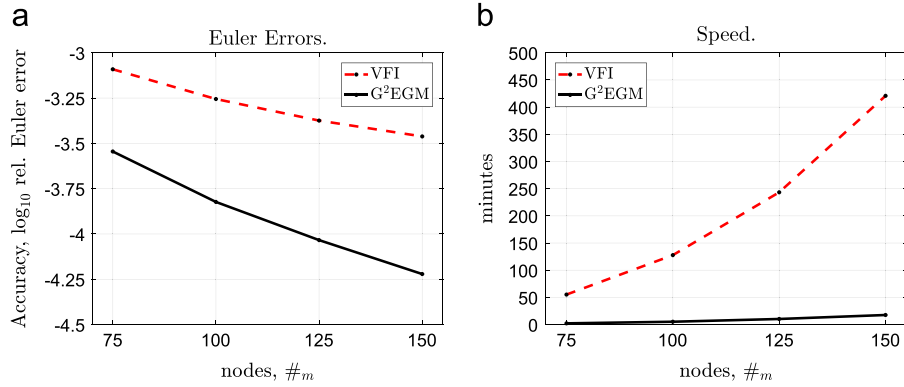 a
Euler Errors.
Accuracy, log₁₀ rel. Euler error
-3
-3.25
-3.5
-3.75
-4
-4.25
-4.5
VFI
G²EGM
75
100
125
150
nodes, #ₘ
b
Speed.
minutes
500
450
400
350
300
250
200
150
100
50
0
VFI
G²EGM
75
100
125
150
nodes, #ₘ